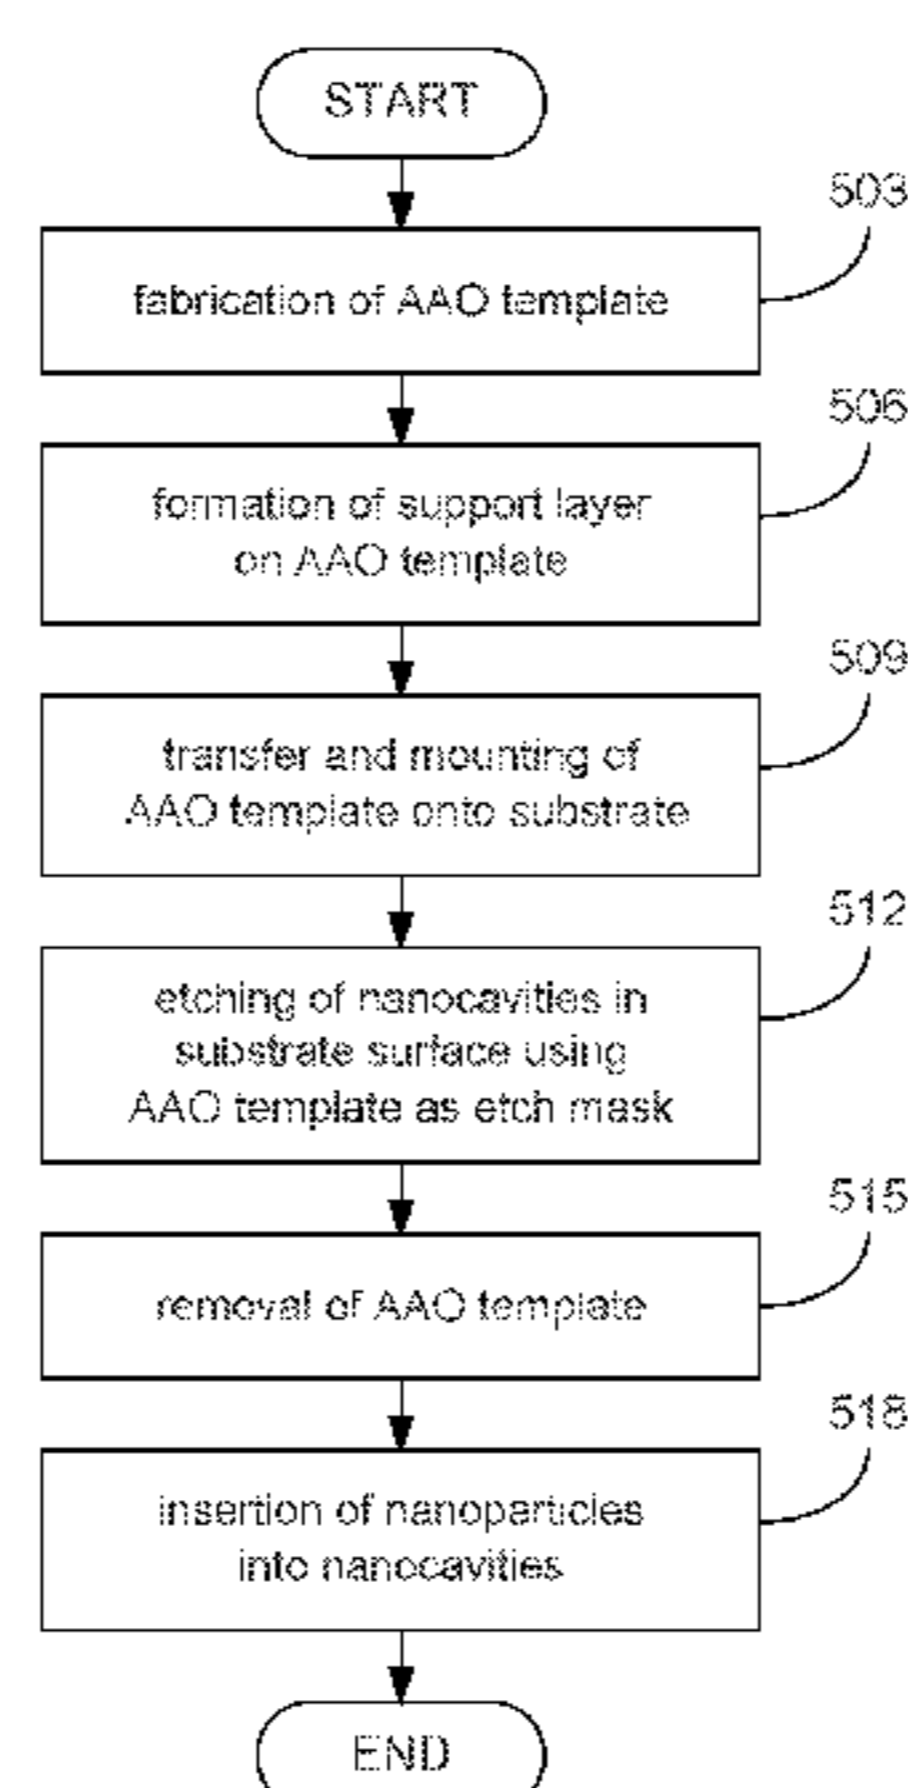 START
503
fabrication of AAO template
506
formation of support layer
on AAO template
509
transfer and mounting of
AAO template onto substrate
512
etching of nanocavities in
substrate surface using
AAO template as etch mask
515
removal of AAO template
518
insertion of nanoparticles
into nanocavities
END